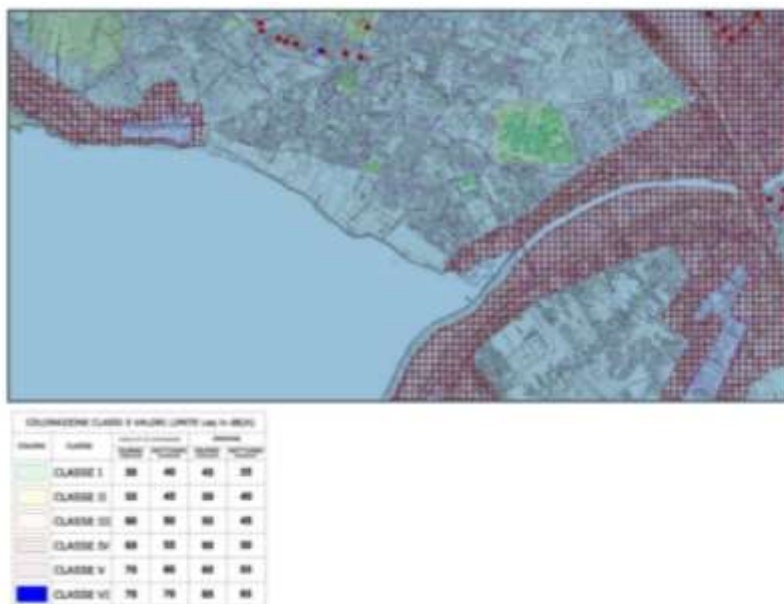 COLORAZIONE CLASSI E VALORI LIMITE Leq in dB(A)
COLORE CLASSE
CLASSE I 50 40 45 35
CLASSE II 55 45 50 40
CLASSE III 60 50 55 45
CLASSE IV 65 55 60 50
CLASSE V 70 60 65 55
CLASSE VI 70 70 65 65